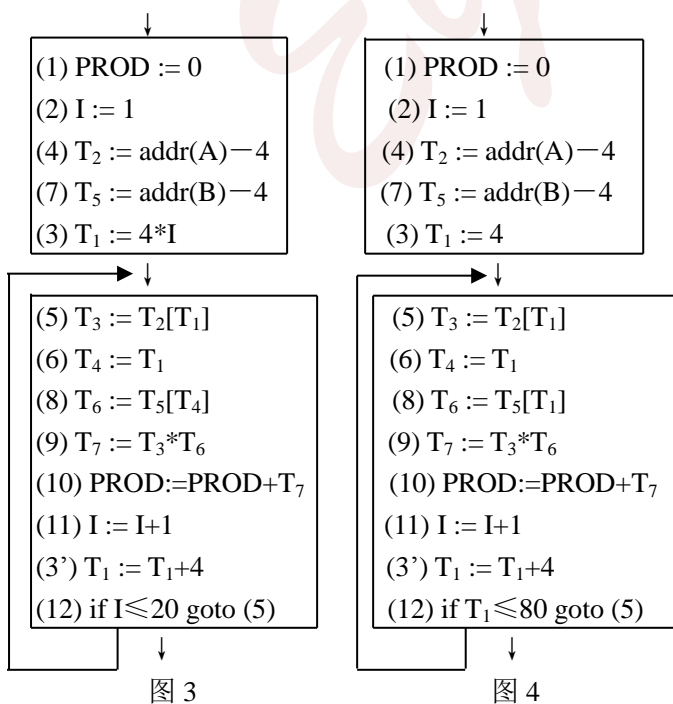 (1) PROD := 0
(2) I := 1
(4) T₂ := addr(A)－4
(7) T₅ := addr(B)－4
(3) T₁ := 4*I
(5) T₃ := T₂[T₁]
(6) T₄ := T₁
(8) T₆ := T₅[T₄]
(9) T₇ := T₃*T₆
(10) PROD:=PROD+T₇
(11) I := I+1
(3’) T₁ := T₁+4
(12) if I≤20 goto (5)
图 3
(1) PROD := 0
(2) I := 1
(4) T₂ := addr(A)－4
(7) T₅ := addr(B)－4
(3) T₁ := 4
(5) T₃ := T₂[T₁]
(6) T₄ := T₁
(8) T₆ := T₅[T₁]
(9) T₇ := T₃*T₆
(10) PROD:=PROD+T₇
(11) I := I+1
(3’) T₁ := T₁+4
(12) if T₁≤80 goto (5)
图 4